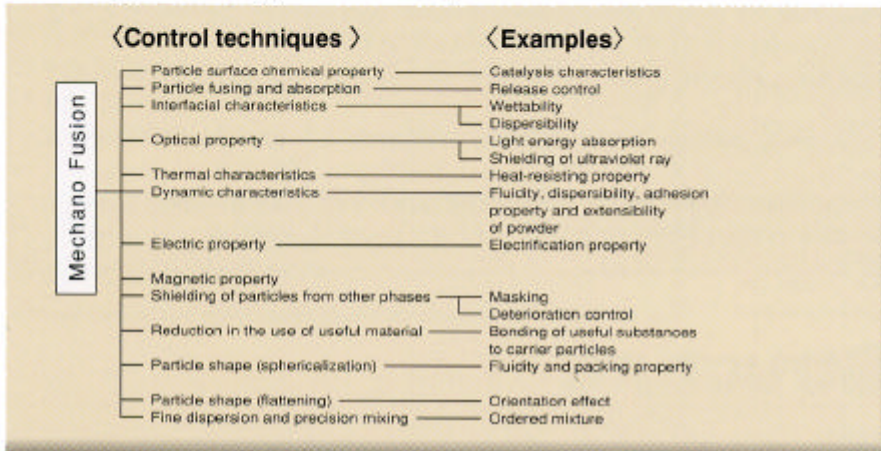 〈Control techniques 〉 〈Examples〉
Mechano Fusion
Particle surface chemical property Catalysis characteristics
Particle fusing and absorption Release control
Interfacial characteristics Wettability
Dispersibility
Optical property Light energy absorption
Shielding of ultraviolet ray
Thermal characteristics Heat-resisting property
Dynamic characteristics Fluidity, dispersibility, adhesion
property and extensibility
of powder
Electric property Electrification property
Magnetic property
Shielding of particles from other phases Masking
Deterioration control
Reduction in the use of useful material Bonding of useful substances
to carrier particles
Particle shape (sphericalization) Fluidity and packing property
Particle shape (flattening) Orientation effect
Fine dispersion and precision mixing Ordered mixture